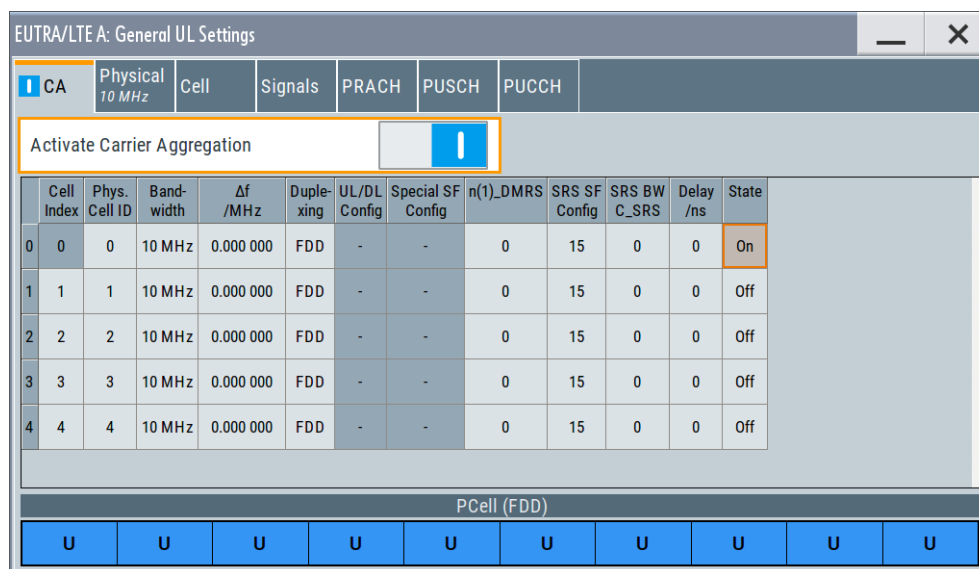 EUTRA/LTE A: General UL Settings
CA
Physical 10 MHz
Cell
Signals
PRACH
PUSCH
PUCCH
Activate Carrier Aggregation
Cell Index Phys. Cell ID Band-width Δf /MHz Duple-xing UL/DL Config Special SF Config n(1)_DMRS SRS SF Config SRS BW C_SRS Delay /ns State
0 0 0 10 MHz 0.000 000 FDD - - 0 15 0 0 On
1 1 1 10 MHz 0.000 000 FDD - - 0 15 0 0 Off
2 2 2 10 MHz 0.000 000 FDD - - 0 15 0 0 Off
3 3 3 10 MHz 0.000 000 FDD - - 0 15 0 0 Off
4 4 4 10 MHz 0.000 000 FDD - - 0 15 0 0 Off
PCell (FDD)
U U U U U U U U U U